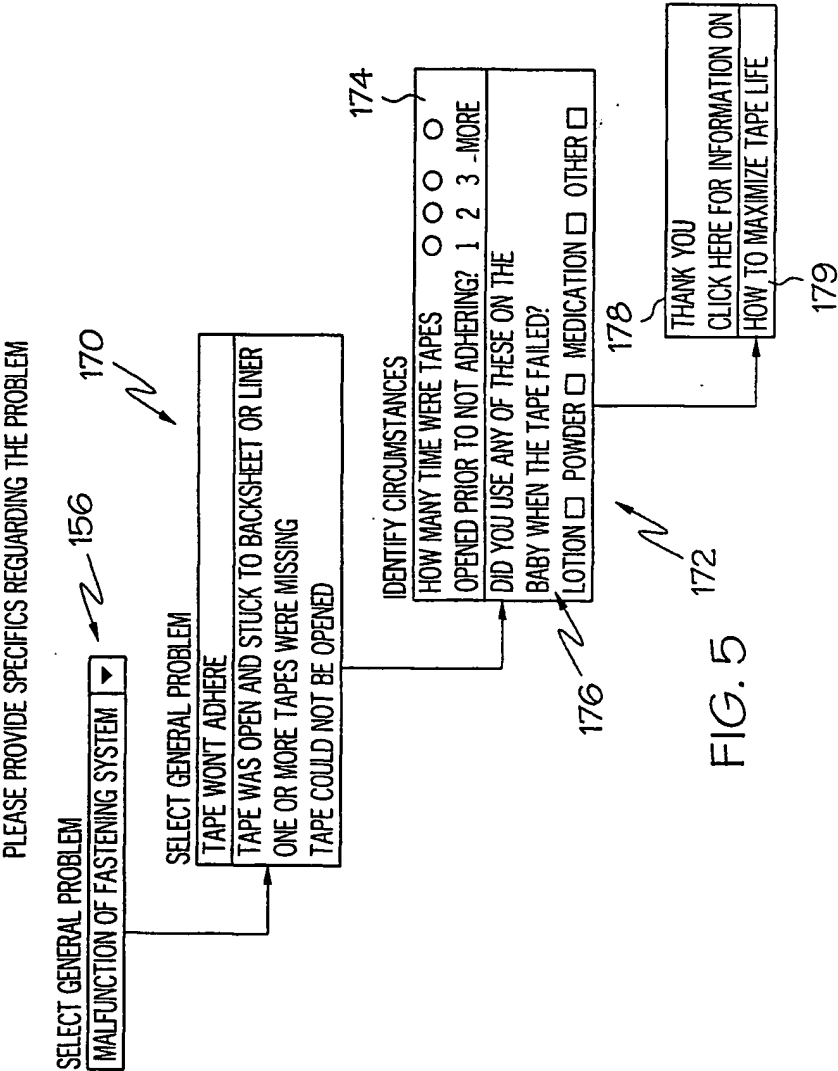 PLEASE PROVIDE SPECIFICS REGUARDING THE PROBLEM
SELECT GENERAL PROBLEM
MALFUNCTION OF FASTENING SYSTEM
156
SELECT GENERAL PROBLEM
170
TAPE WON'T ADHERE
TAPE WAS OPEN AND STUCK TO BACKSHEET OR LINER
ONE OR MORE TAPES WERE MISSING
TAPE COULD NOT BE OPENED
IDENTIFY CIRCUMSTANCES
174
HOW MANY TIME WERE TAPES
OPENED PRIOR TO NOT ADHERING? 1 2 3 -MORE
DID YOU USE ANY OF THESE ON THE
BABY WHEN THE TAPE FAILED?
LOTION POWDER MEDICATION OTHER
176
172
178
THANK YOU
CLICK HERE FOR INFORMATION ON
HOW TO MAXIMIZE TAPE LIFE
179
FIG. 5